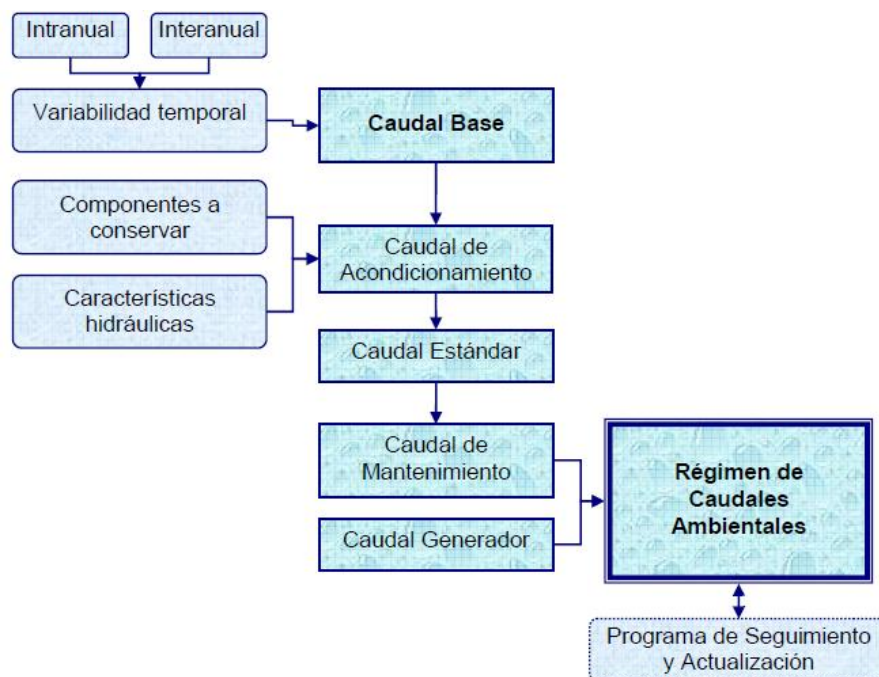 Intranual
Interanual
Variabilidad temporal
Caudal Base
Componentes a
conservar
Características
hidráulicas
Caudal de
Acondicionamiento
Caudal Estándar
Caudal de
Mantenimiento
Caudal Generador
Régimen de
Caudales
Ambientales
Programa de Seguimiento
y Actualización